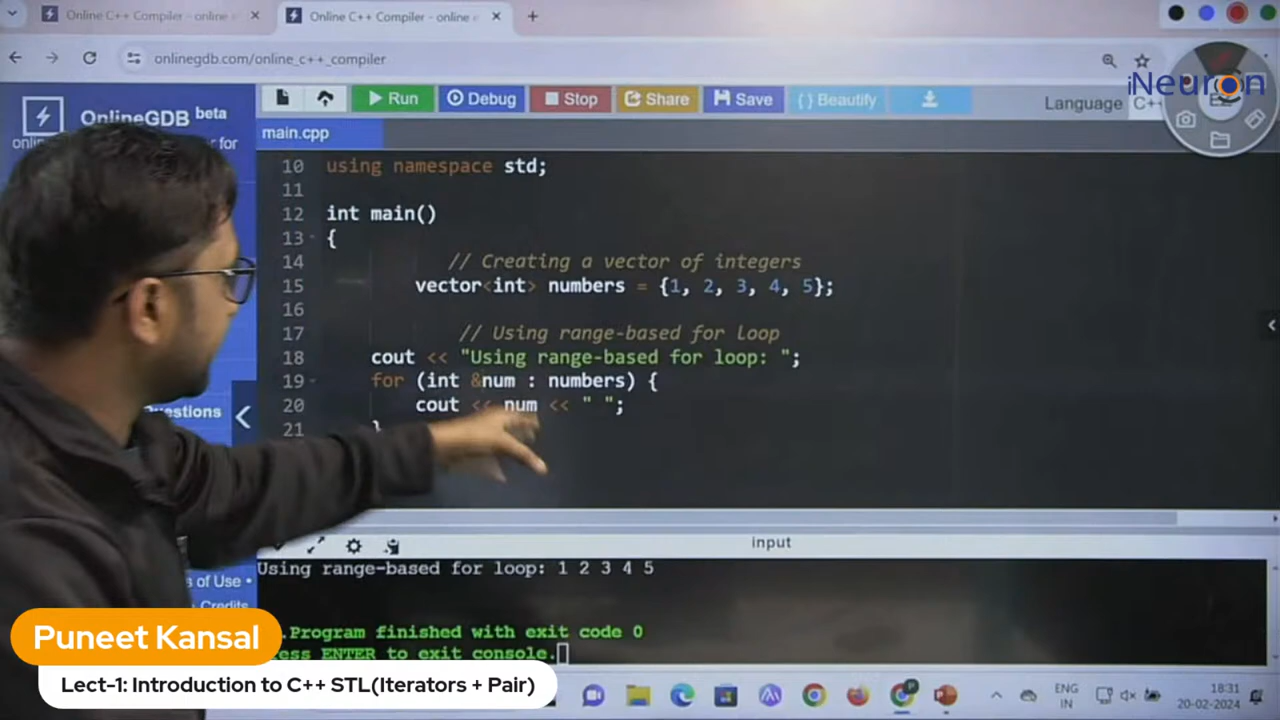 Online C++ Compiler - online e
Online C++ Compiler - online e
onlinegdb.com/online_c++_compiler
iNeuron
OnlineGDB beta
for
Run
Debug
Stop
Share
Save
{ } Beautify
Language C++
main.cpp
10 using namespace std;
11
12 int main()
13 {
14 // Creating a vector of integers
15 vector<int> numbers = {1, 2, 3, 4, 5};
16
17 // Using range-based for loop
18 cout << "Using range-based for loop: ";
19 for (int &num : numbers) {
20 cout << num << " ";
21 }
input
Using range-based for loop: 1 2 3 4 5
.Program finished with exit code 0
ess ENTER to exit console.
s of Use •
Credits
Puneet Kansal
Lect-1: Introduction to C++ STL(Iterators + Pair)
ENG
IN
18:31
20-02-2024